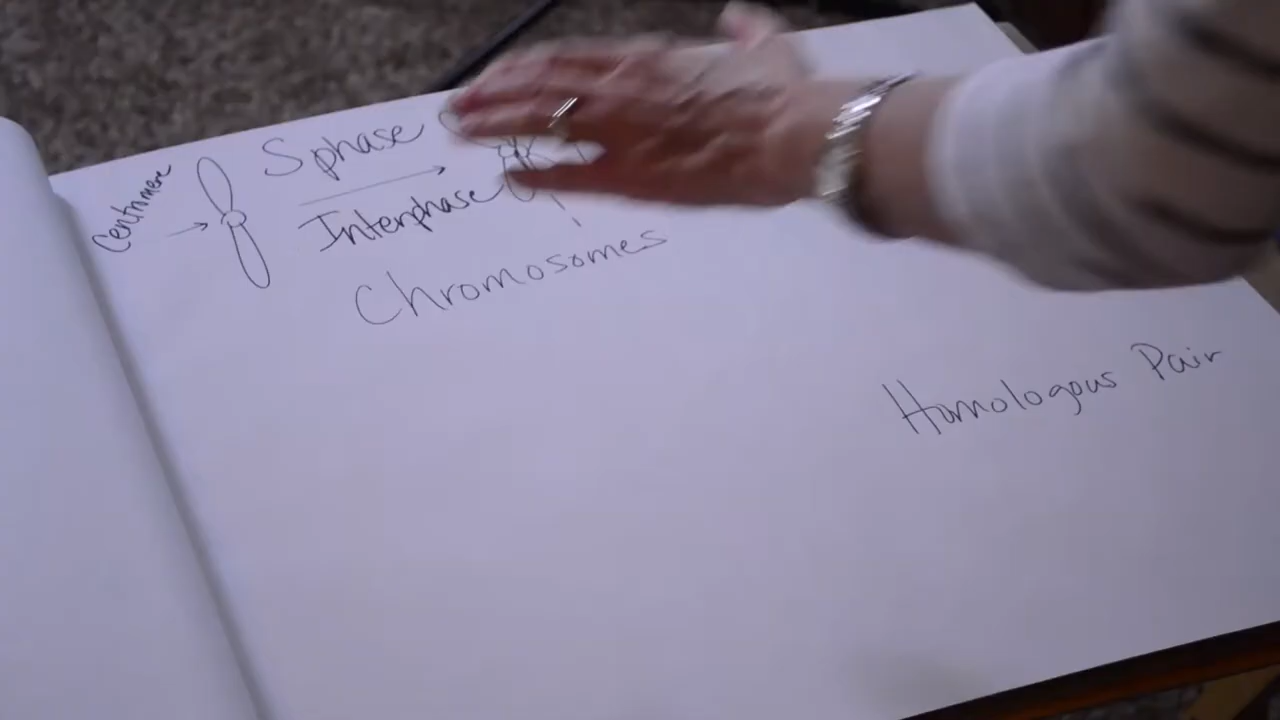 Centromere
S phase
Interphase
Chromosomes
Homologous Pair